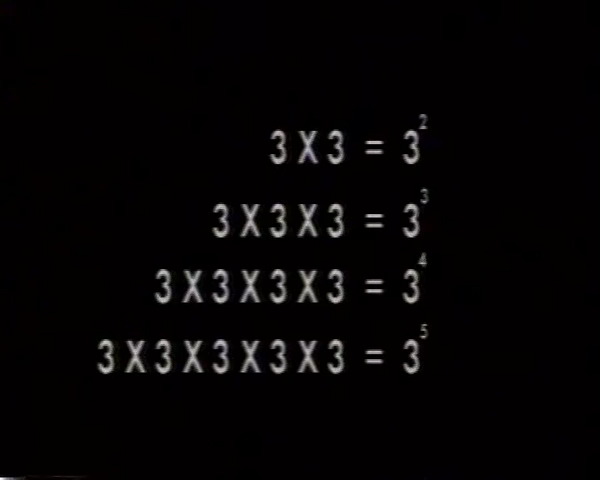 3 X 3 = 3²
3 X 3 X 3 = 3³
3 X 3 X 3 X 3 = 3⁴
3 X 3 X 3 X 3 X 3 = 3⁵